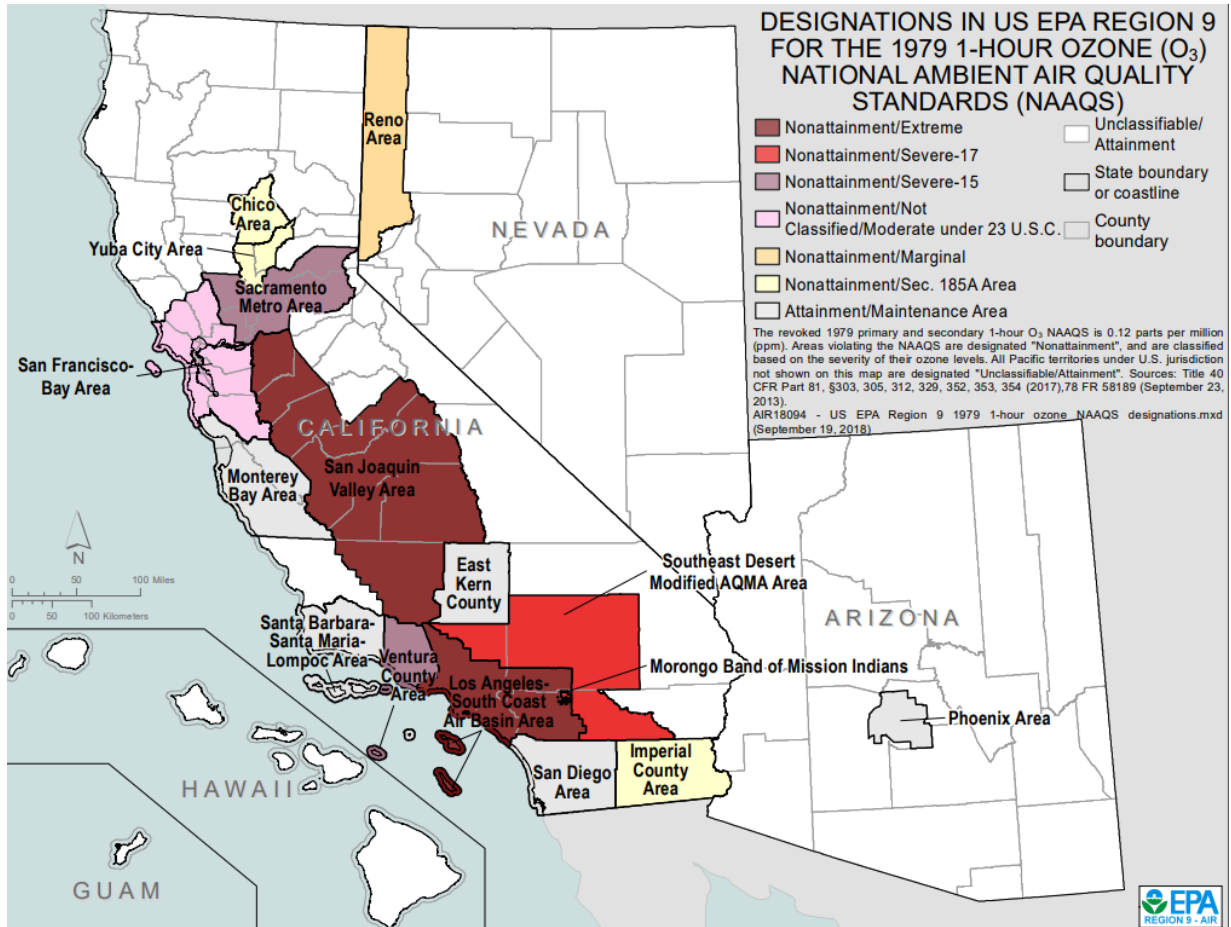 DESIGNATIONS IN US EPA REGION 9
FOR THE 1979 1-HOUR OZONE (O₃)
NATIONAL AMBIENT AIR QUALITY
STANDARDS (NAAQS)
Nonattainment/Extreme
Nonattainment/Severe-17
Nonattainment/Severe-15
Nonattainment/Not
Classified/Moderate under 23 U.S.C.
Nonattainment/Marginal
Nonattainment/Sec. 185A Area
Attainment/Maintenance Area
Unclassifiable/
Attainment
State boundary
or coastline
County
boundary
The revoked 1979 primary and secondary 1-hour O₃ NAAQS is 0.12 parts per million
(ppm). Areas violating the NAAQS are designated "Nonattainment", and are classified
based on the severity of their ozone levels. All Pacific territories under U.S. jurisdiction
not shown on this map are designated "Unclassifiable/Attainment". Sources: Title 40
CFR Part 81, §303, 305, 312, 329, 352, 353, 354 (2017),78 FR 58189 (September 23,
2013).
AIR18094 - US EPA Region 9 1979 1-hour ozone NAAQS designations.mxd
(September 19, 2018)
Reno
Area
NEVADA
Chico
Area
Yuba City Area
Sacramento
Metro Area
San Francisco-
Bay Area
CALIFORNIA
Monterey
Bay Area
San Joaquin
Valley Area
N
0 50 100 Miles
0 50 100 Kilometers
East
Kern
County
Southeast Desert
Modified AQMA Area
ARIZONA
Santa Barbara-
Santa Maria-
Lompoc Area
Ventura
County
Area
Los Angeles-
South Coast
Air Basin Area
Morongo Band of Mission Indians
Phoenix Area
San Diego
Area
Imperial
County
Area
HAWAII
GUAM
EPA
REGION 9 - AIR